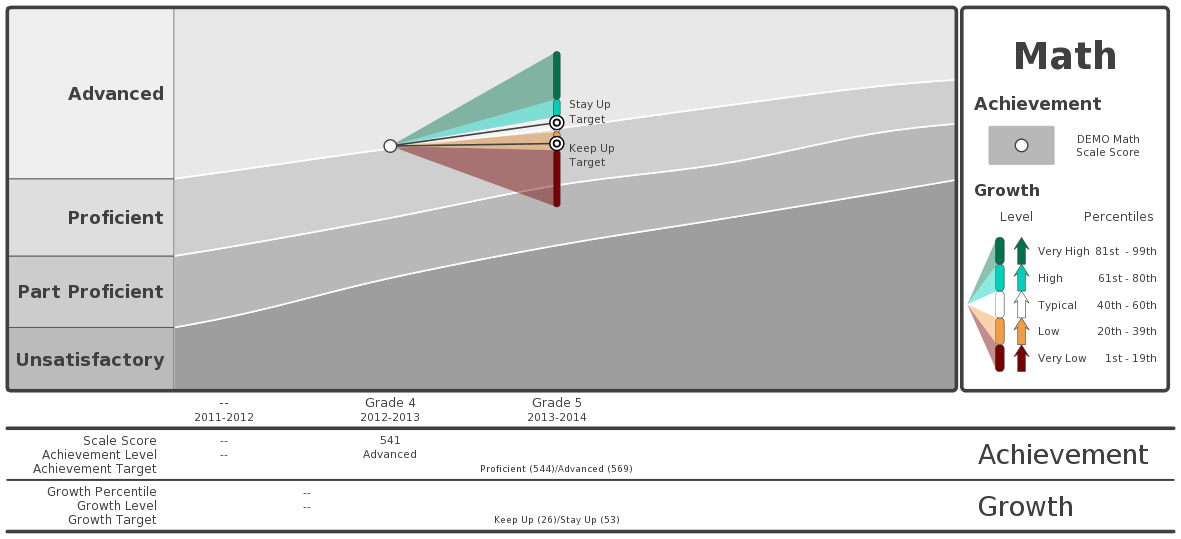 Advanced
Proficient
Part Proficient
Unsatisfactory
Stay Up
Target
Keep Up
Target
Math
Achievement
DEMO Math
Scale Score
Growth
Level Percentiles
Very High 81st - 99th
High 61st - 80th
Typical 40th - 60th
Low 20th - 39th
Very Low 1st - 19th
-- Grade 4 Grade 5
2011-2012 2012-2013 2013-2014
Scale Score -- 541
Achievement Level -- Advanced
Achievement Target Proficient (544)/Advanced (569)
Achievement
Growth Percentile --
Growth Level --
Growth Target Keep Up (26)/Stay Up (53)
Growth